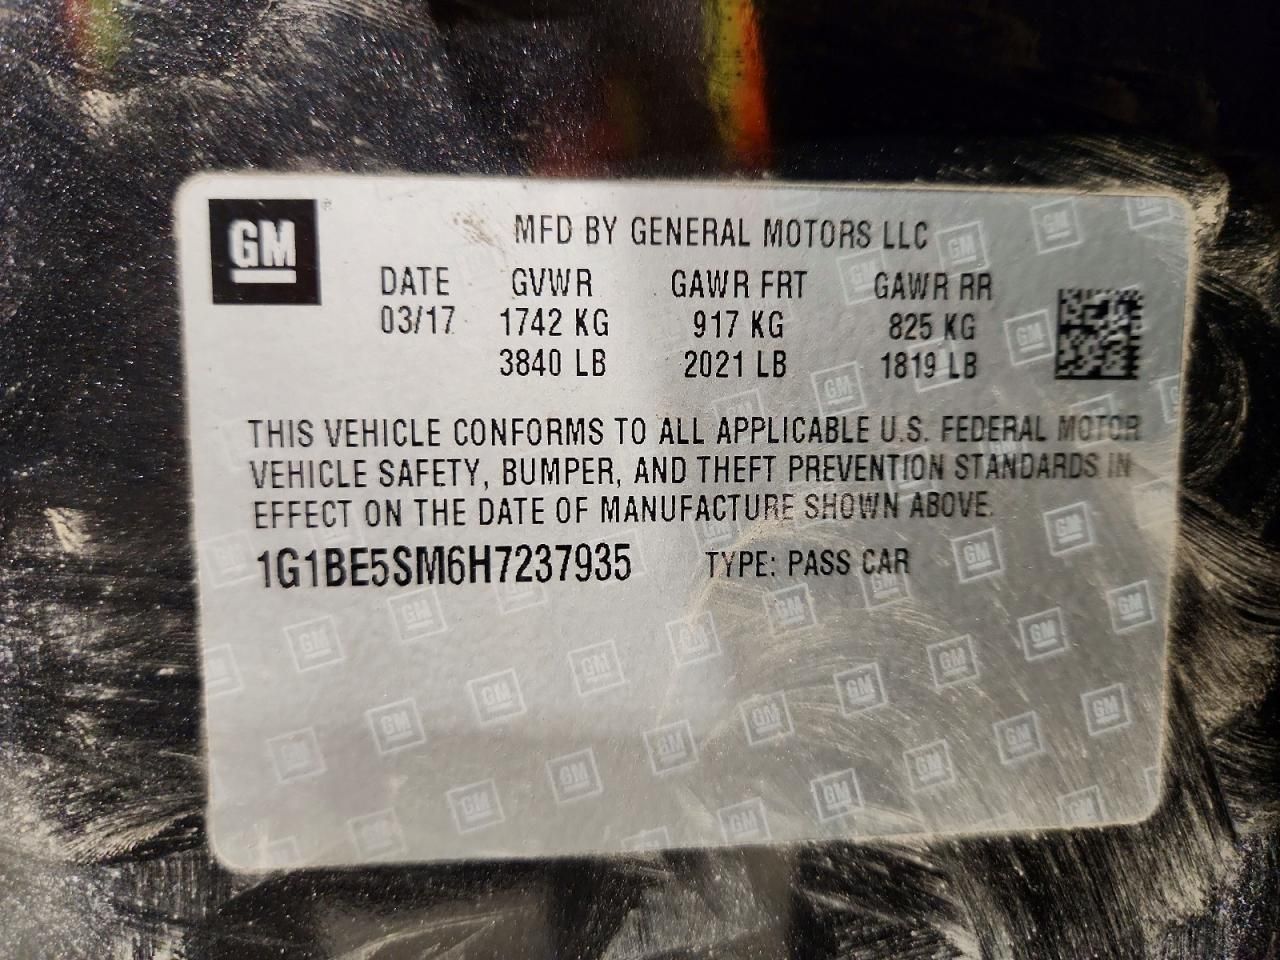 GM
MFD BY GENERAL MOTORS LLC
DATE GVWR GAWR FRT GAWR RR
03/17 1742 KG 917 KG 825 KG
3840 LB 2021 LB 1819 LB
THIS VEHICLE CONFORMS TO ALL APPLICABLE U.S. FEDERAL MOTOR
VEHICLE SAFETY, BUMPER, AND THEFT PREVENTION STANDARDS IN
EFFECT ON THE DATE OF MANUFACTURE SHOWN ABOVE.
1G1BE5SM6H7237935 TYPE: PASS CAR